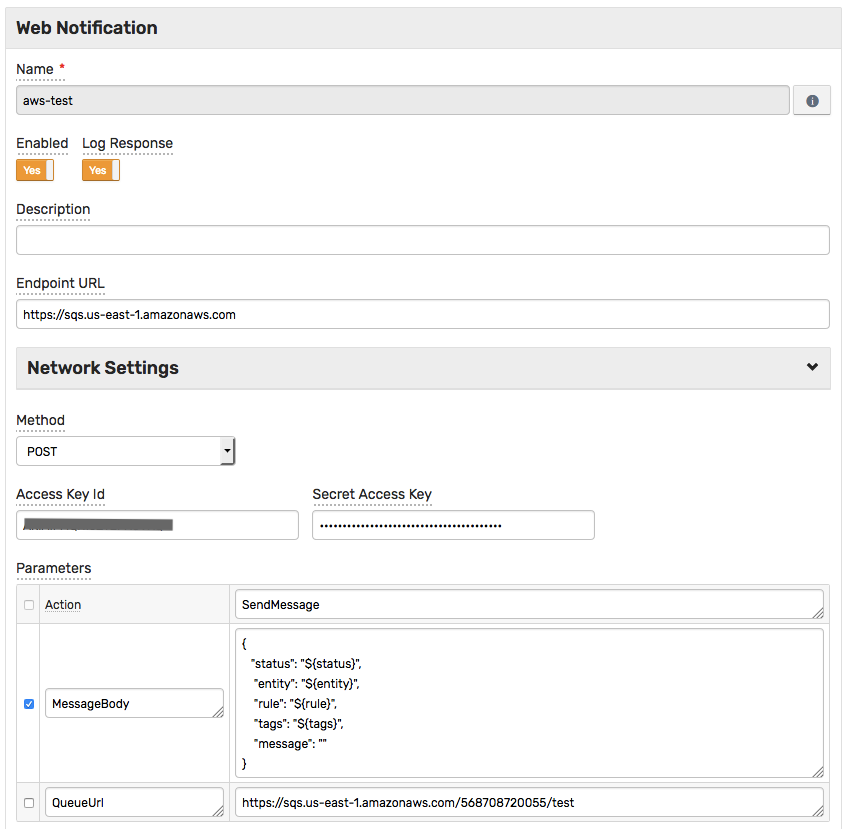 Web Notification
Name *
aws-test
Enabled Log Response
Yes Yes
Description
Endpoint URL
https://sqs.us-east-1.amazonaws.com
Network Settings
Method
POST
Access Key Id Secret Access Key
Parameters
Action SendMessage
{
"status": "${status}",
"entity": "${entity}",
"rule": "${rule}",
MessageBody
"tags": "${tags}",
"message": ""
}
QueueUrl https://sqs.us-east-1.amazonaws.com/568708720055/test